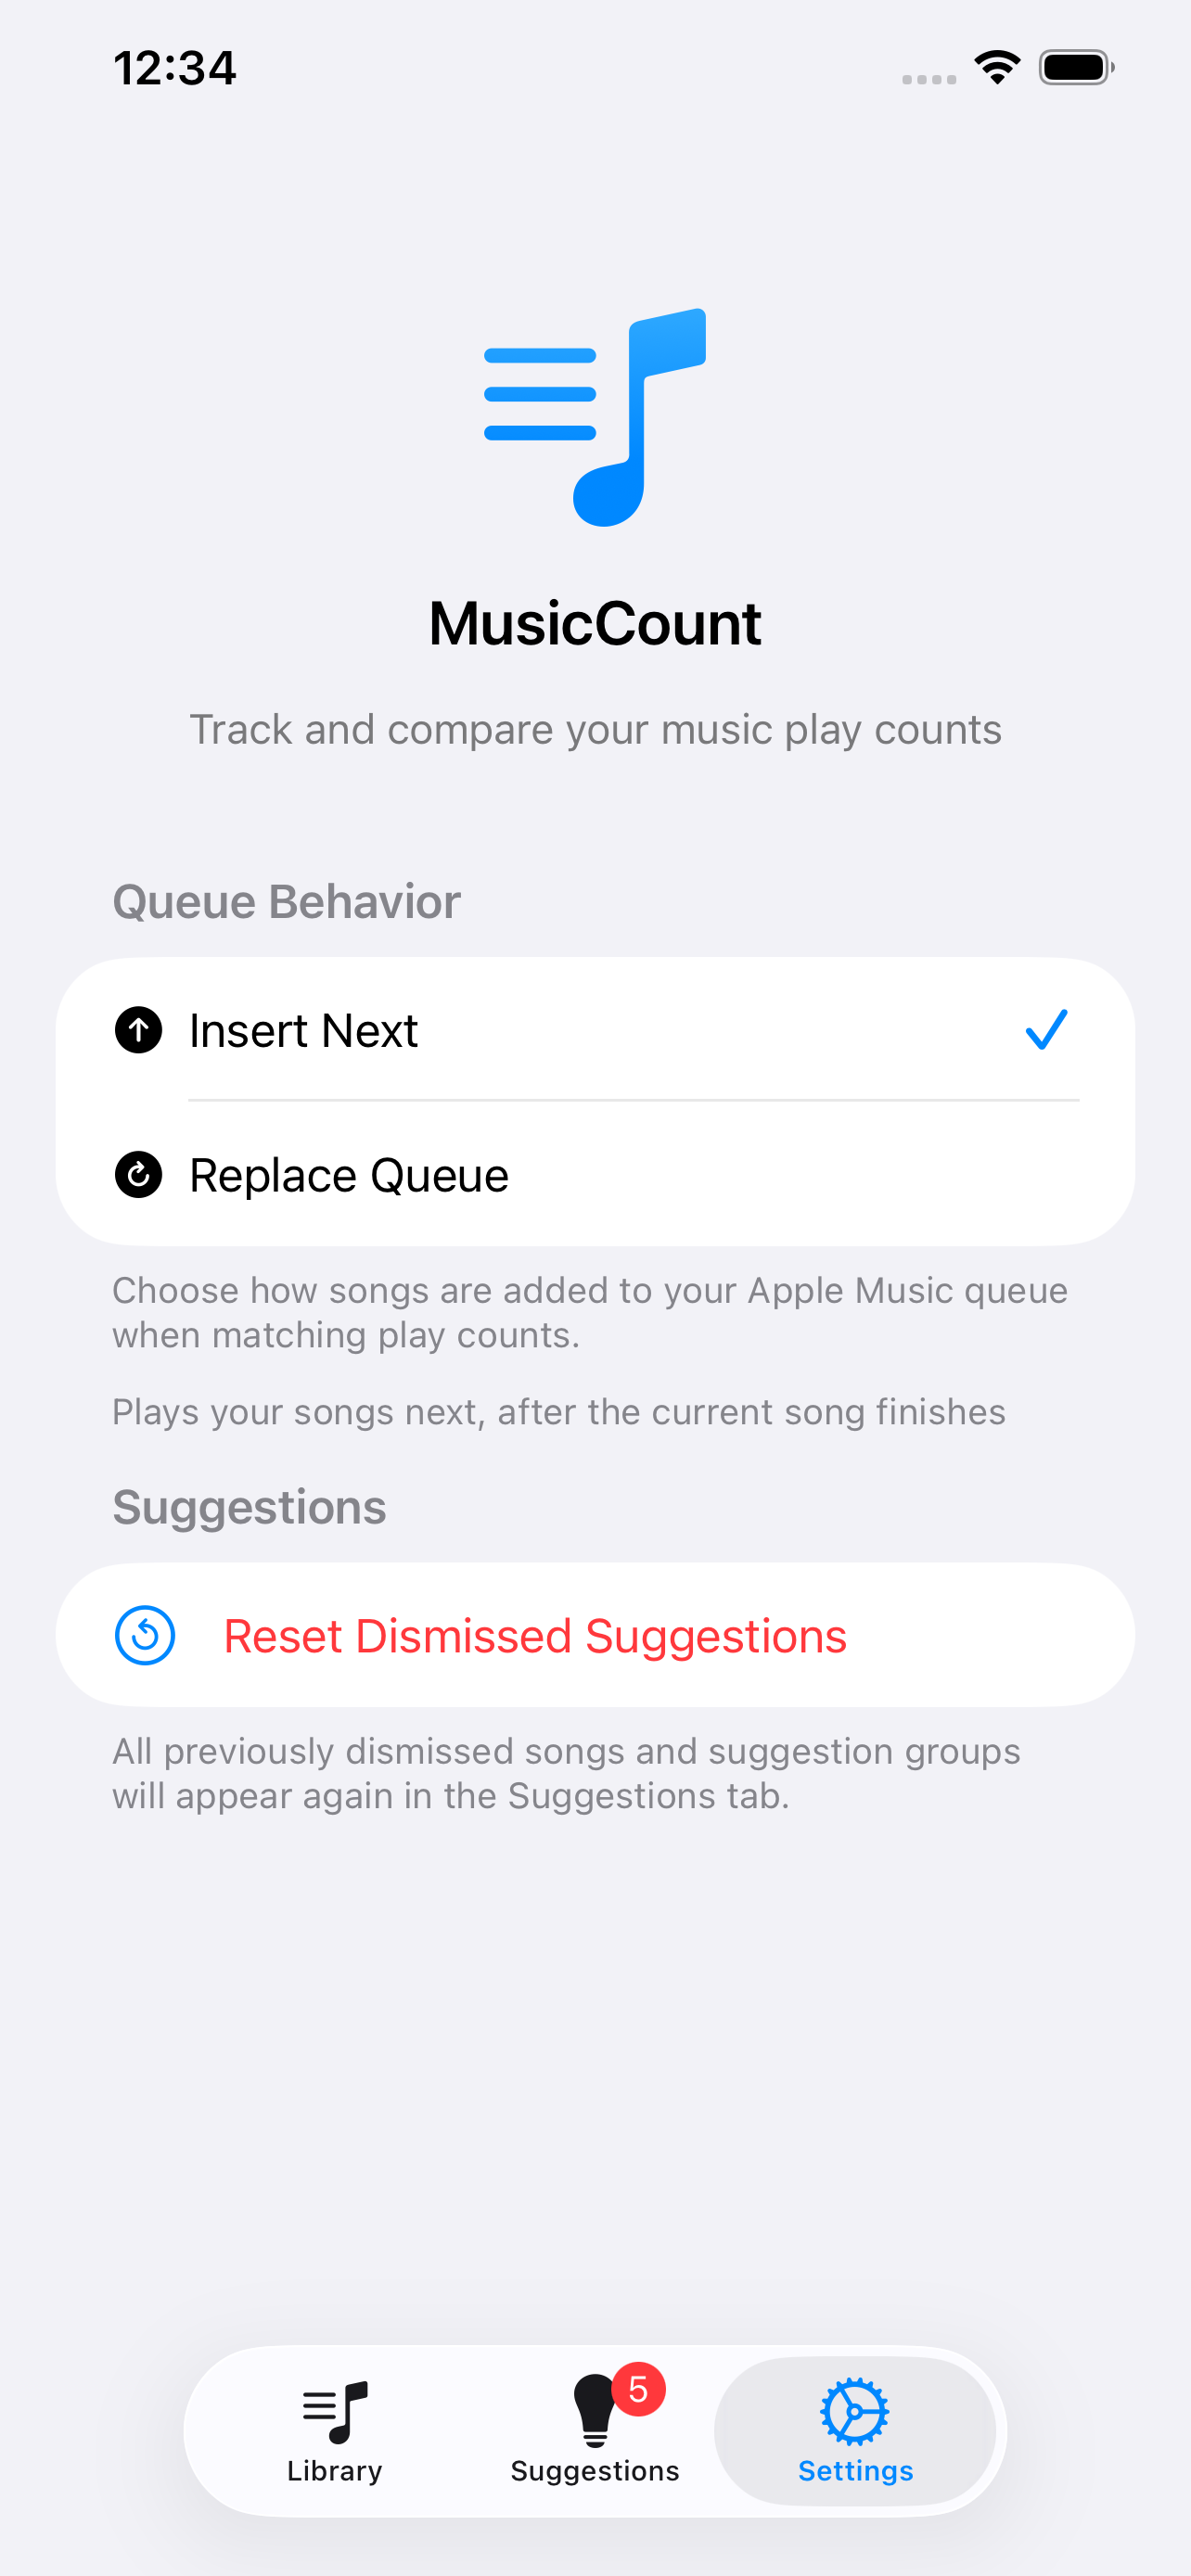 12:34
MusicCount
Track and compare your music play counts
Queue Behavior
Insert Next
Replace Queue
Choose how songs are added to your Apple Music queue
when matching play counts.
Plays your songs next, after the current song finishes
Suggestions
Reset Dismissed Suggestions
All previously dismissed songs and suggestion groups
will appear again in the Suggestions tab.
5
Library
Suggestions
Settings